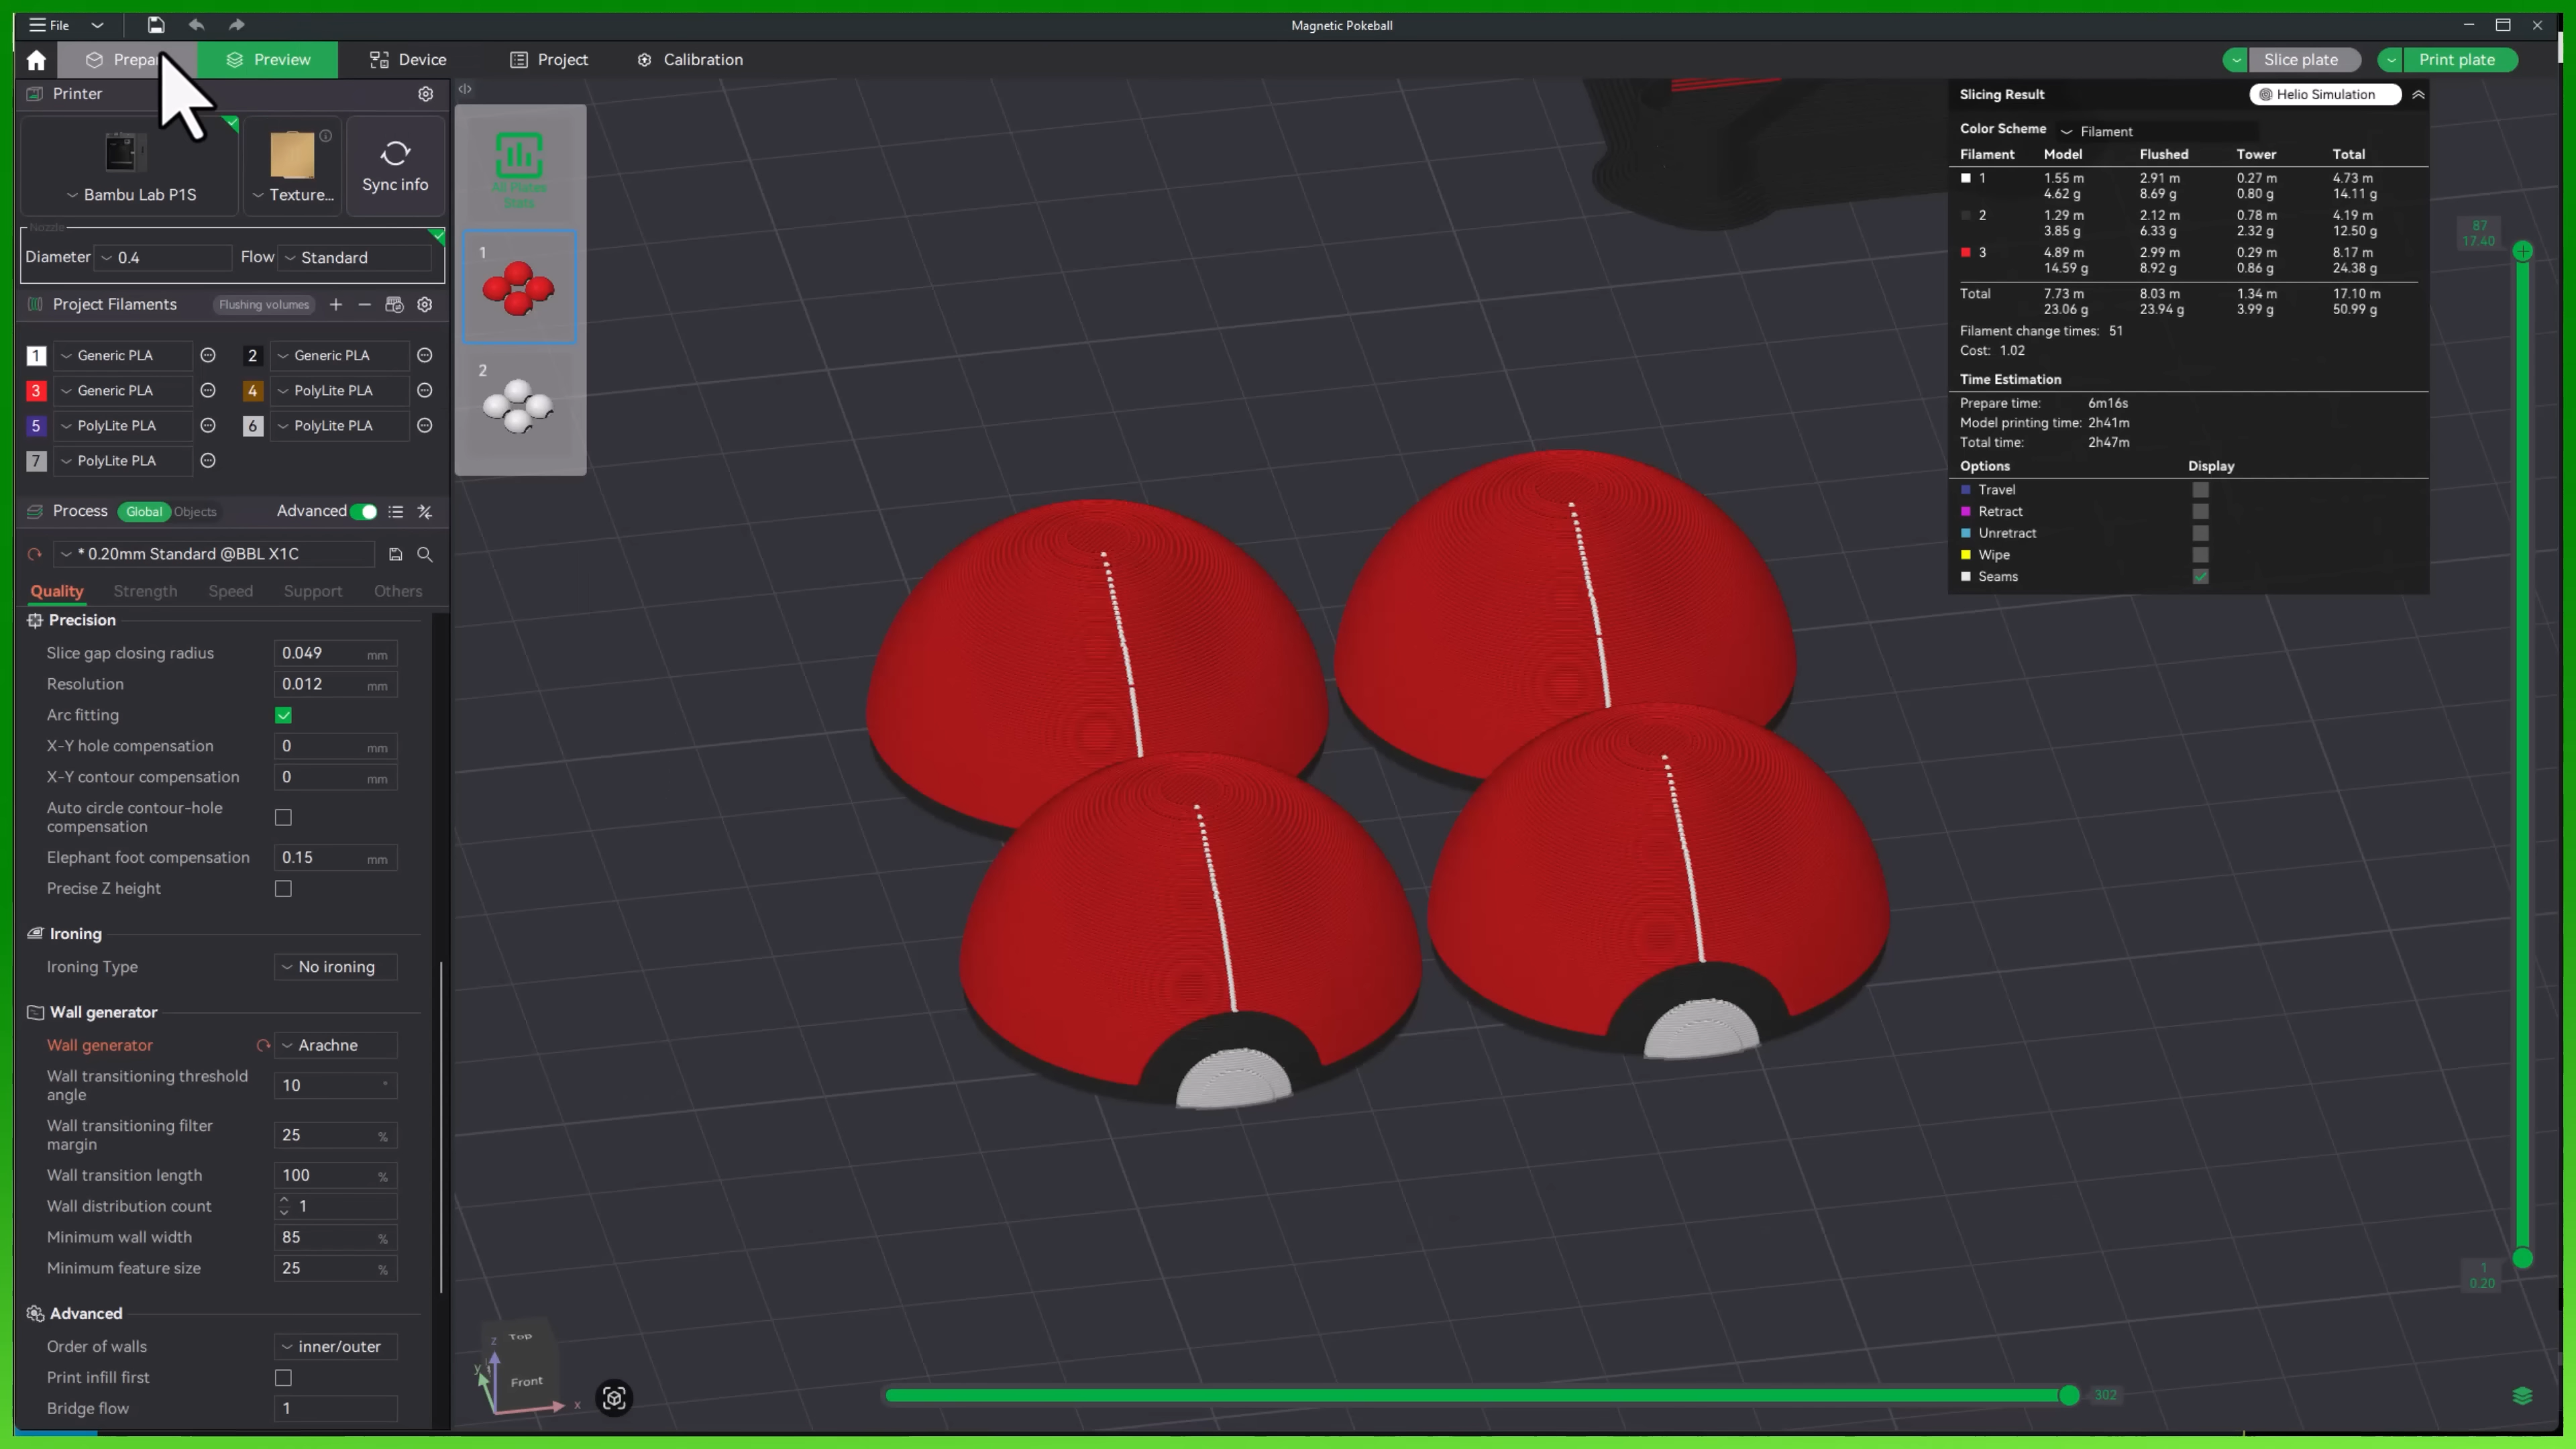 File
Magnetic Pokeball
Prepar
Preview
Device
Project
Calibration
Slice plate
Print plate
Printer
Bambu Lab P1S
Texture...
Sync info
Nozzle
Diameter
0.4
Flow
Standard
Project Filaments
Flushing volumes
1 Generic PLA
2 Generic PLA
3 Generic PLA
4 PolyLite PLA
5 PolyLite PLA
6 PolyLite PLA
7 PolyLite PLA
Process
Global
Objects
Advanced
* 0.20mm Standard @BBL X1C
Quality
Strength
Speed
Support
Others
Precision
Slice gap closing radius 0.049 mm
Resolution 0.012 mm
Arc fitting
X-Y hole compensation 0 mm
X-Y contour compensation 0 mm
Auto circle contour-hole
compensation
Elephant foot compensation 0.15 mm
Precise Z height
Ironing
Ironing Type No ironing
Wall generator
Wall generator Arachne
Wall transitioning threshold
angle 10 °
Wall transitioning filter
margin 25 %
Wall transition length 100 %
Wall distribution count 1
Minimum wall width 85 %
Minimum feature size 25 %
Advanced
Order of walls inner/outer
Print infill first
Bridge flow 1
All Plates
Stats
1
2
Slicing Result
Helio Simulation
Color Scheme Filament
Filament Model Flushed Tower Total
1 1.55 m 2.91 m 0.27 m 4.73 m
4.62 g 8.69 g 0.80 g 14.11 g
2 1.29 m 2.12 m 0.78 m 4.19 m
3.85 g 6.33 g 2.32 g 12.50 g
3 4.89 m 2.99 m 0.29 m 8.17 m
14.59 g 8.92 g 0.86 g 24.38 g
Total 7.73 m 8.03 m 1.34 m 17.10 m
23.06 g 23.94 g 3.99 g 50.99 g
Filament change times: 51
Cost: 1.02
Time Estimation
Prepare time: 6m16s
Model printing time: 2h41m
Total time: 2h47m
Options Display
Travel
Retract
Unretract
Wipe
Seams
87
17.40
1
0.20
Top
Front
z
y
x
302